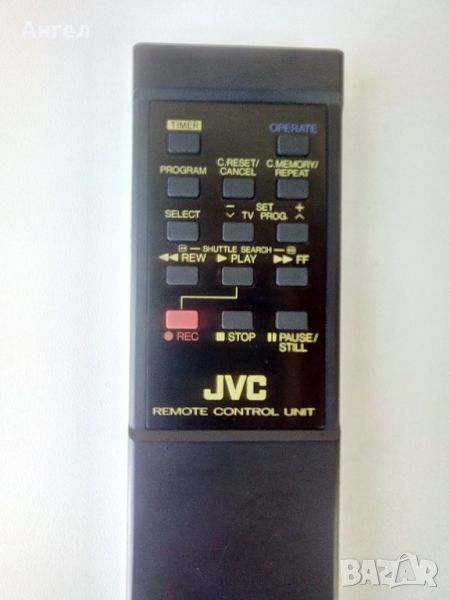 Ангел
TIMER OPERATE
PROGRAM C.RESET/ CANCEL C.MEMORY/ REPEAT
SELECT − TV SET PROG. +
SHUTTLE SEARCH
◀◀ REW ▶ PLAY ▶▶ FF
● REC ■ STOP ▮▮ PAUSE/ STILL
JVC
REMOTE CONTROL UNIT
BAZAR